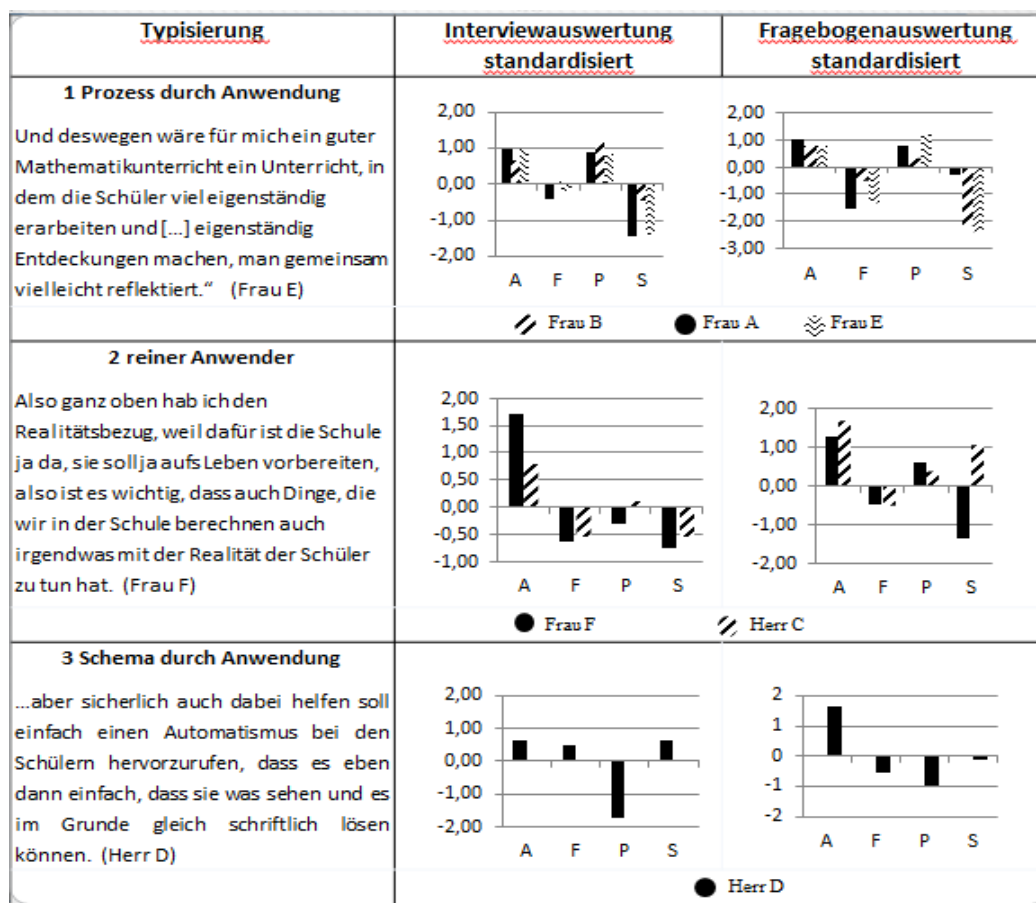 Typisierung
Interviewauswertung
standardisiert
Fragebogenauswertung
standardisiert
1 Prozess durch Anwendung
Und deswegen wäre für mich ein guter
Mathematikunterricht ein Unterricht, in
dem die Schüler viel eigenständig
erarbeiten und […] eigenständig
Entdeckungen machen, man gemeinsam
vielleicht reflektiert.“ (Frau E)
2,00
1,00
0,00
-1,00
-2,00
A F P S
2,00
1,00
0,00
-1,00
-2,00
-3,00
A F P S
Frau B Frau A Frau E
2 reiner Anwender
Also ganz oben hab ich den
Realitätsbezug, weil dafür ist die Schule
ja da, sie soll ja aufs Leben vorbereiten,
also ist es wichtig, dass auch Dinge, die
wir in der Schule berechnen auch
irgendwas mit der Realität der Schüler
zu tun hat. (Frau F)
2,00
1,50
1,00
0,50
0,00
-0,50
-1,00
A F P S
2,00
1,00
0,00
-1,00
-2,00
A F P S
Frau F Herr C
3 Schema durch Anwendung
…aber sicherlich auch dabei helfen soll
einfach einen Automatismus bei den
Schülern hervorzurufen, dass es eben
dann einfach, dass sie was sehen und es
im Grunde gleich schriftlich lösen
können. (Herr D)
2,00
1,00
0,00
-1,00
-2,00
A F P S
2
1
0
-1
-2
A F P S
Herr D